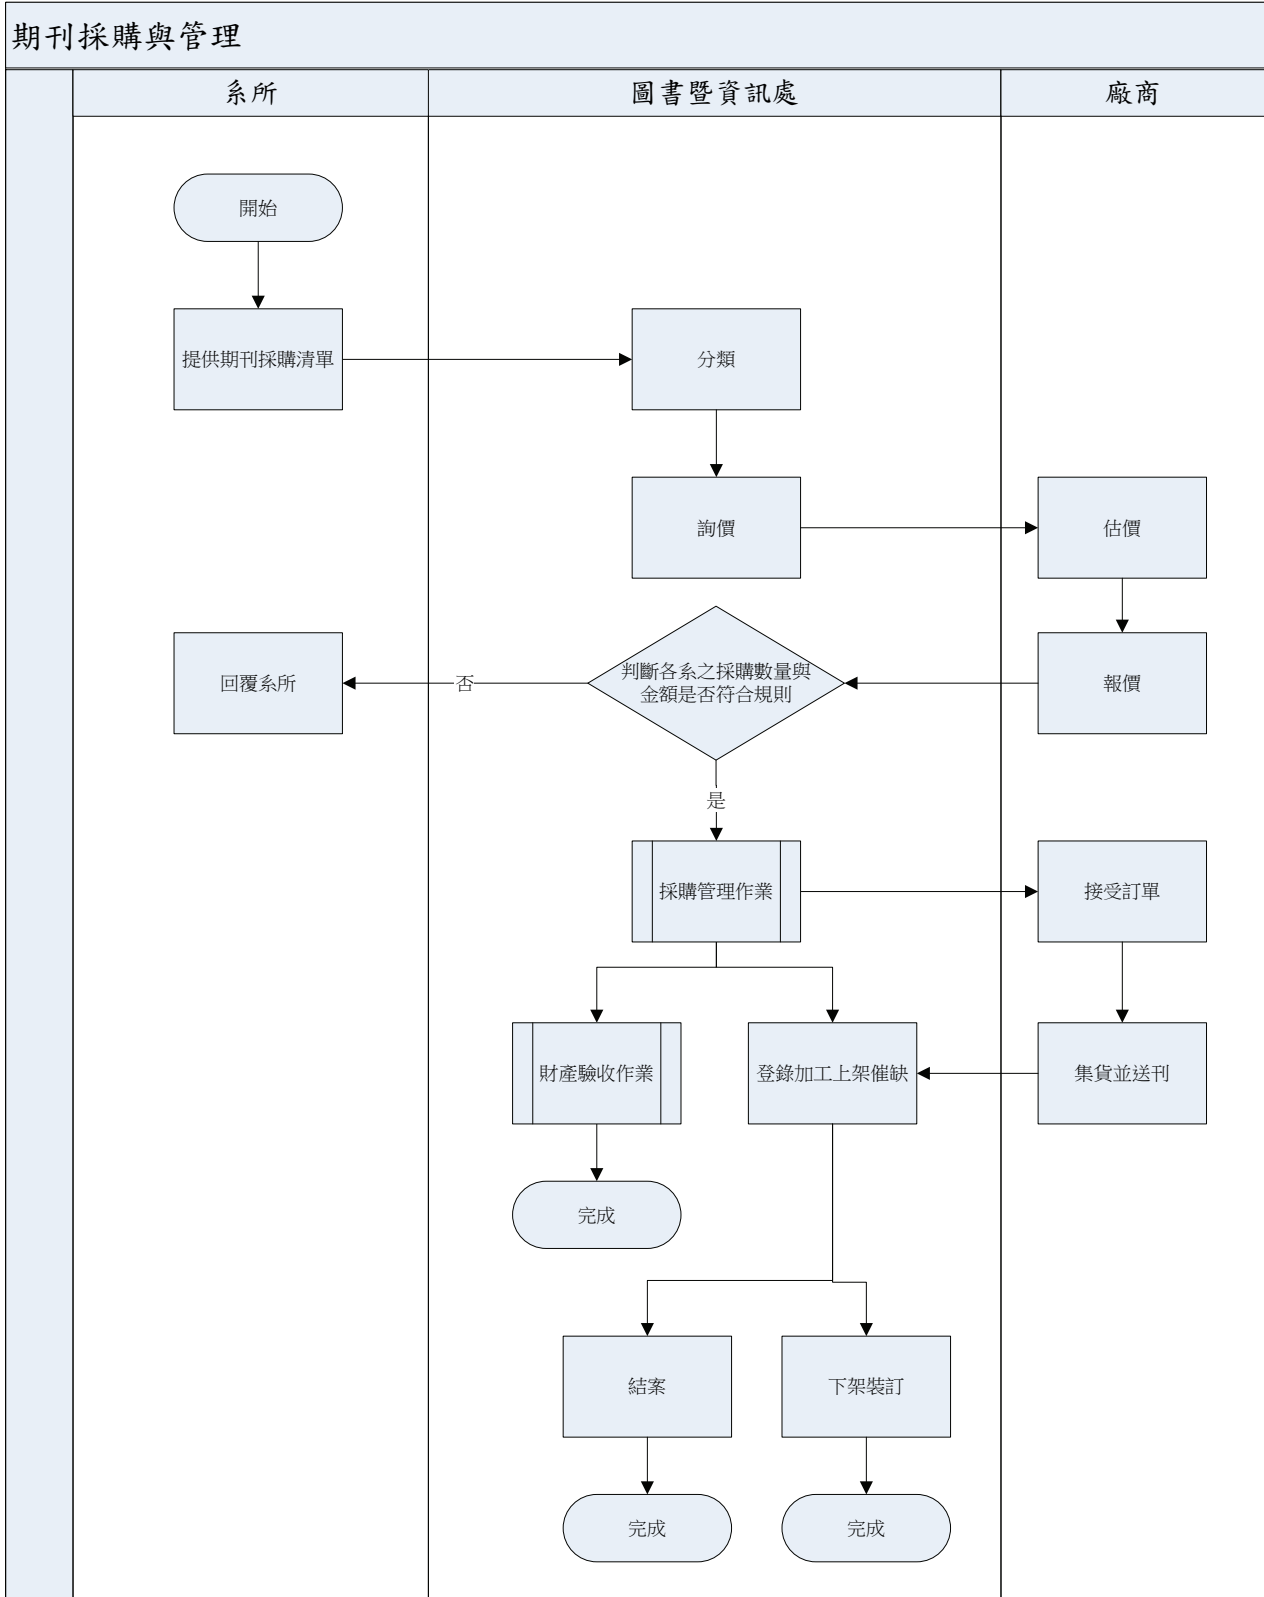 期刊採購與管理
系所
圖書暨資訊處
廠商
開始
提供期刊採購清單
分類
詢價
估價
回覆系所
否
判斷各系之採購數量與
金額是否符合規則
報價
是
採購管理作業
接受訂單
財產驗收作業
登錄加工上架催缺
集貨並送刊
完成
結案
下架裝訂
完成
完成